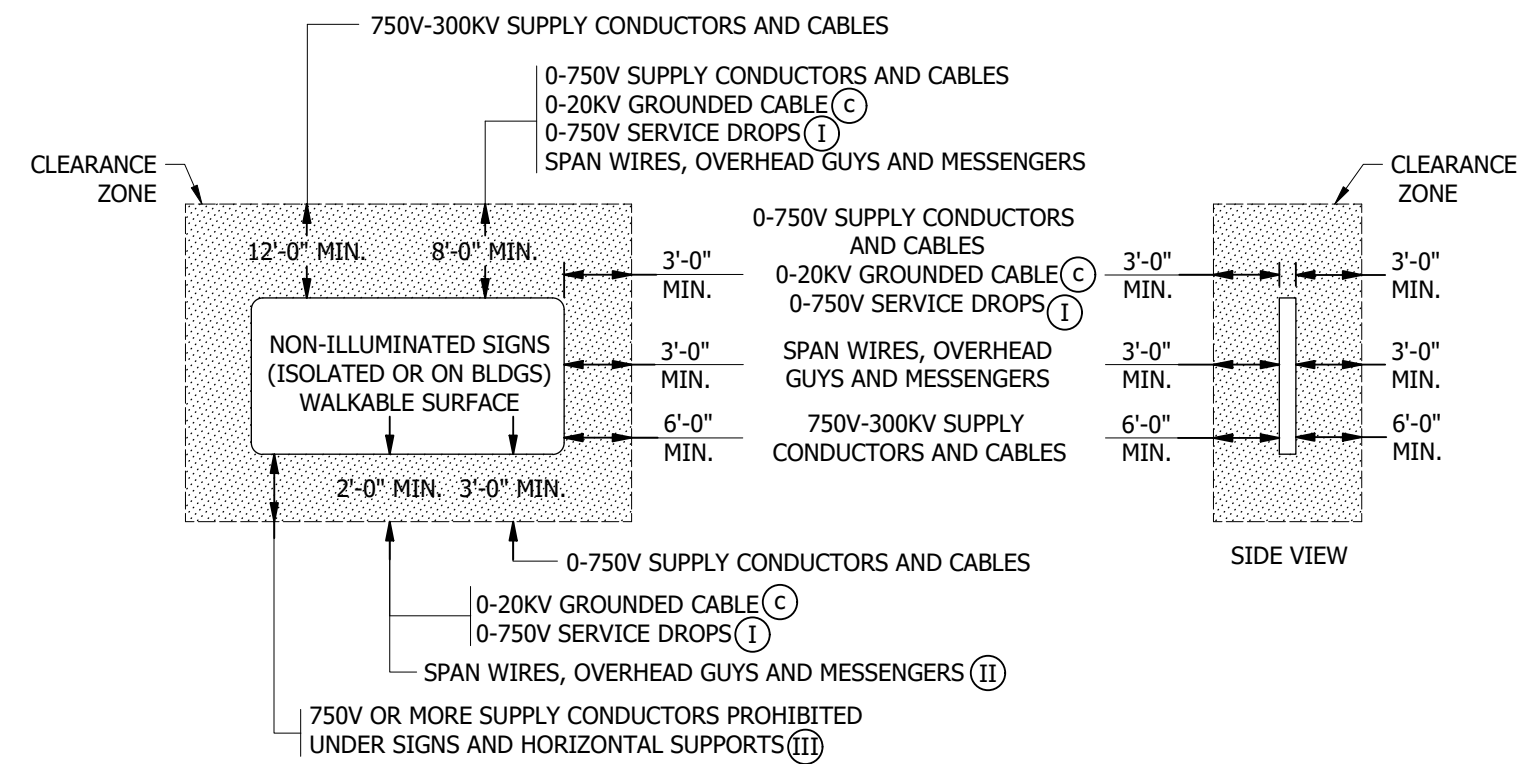 750V-300KV SUPPLY CONDUCTORS AND CABLES
0-750V SUPPLY CONDUCTORS AND CABLES
0-20KV GROUNDED CABLE C
0-750V SERVICE DROPS I
SPAN WIRES, OVERHEAD GUYS AND MESSENGERS
CLEARANCE
ZONE
CLEARANCE
ZONE
12'-0" MIN.
8'-0" MIN.
3'-0"
MIN.
0-750V SUPPLY CONDUCTORS
AND CABLES
0-20KV GROUNDED CABLE C
0-750V SERVICE DROPS I
3'-0"
MIN.
3'-0"
MIN.
NON-ILLUMINATED SIGNS
(ISOLATED OR ON BLDGS)
WALKABLE SURFACE
3'-0"
MIN.
SPAN WIRES, OVERHEAD
GUYS AND MESSENGERS
3'-0"
MIN.
3'-0"
MIN.
6'-0"
MIN.
750V-300KV SUPPLY
CONDUCTORS AND CABLES
6'-0"
MIN.
6'-0"
MIN.
2'-0" MIN.
3'-0" MIN.
SIDE VIEW
0-750V SUPPLY CONDUCTORS AND CABLES
0-20KV GROUNDED CABLE C
0-750V SERVICE DROPS I
SPAN WIRES, OVERHEAD GUYS AND MESSENGERS II
750V OR MORE SUPPLY CONDUCTORS PROHIBITED
UNDER SIGNS AND HORIZONTAL SUPPORTS III